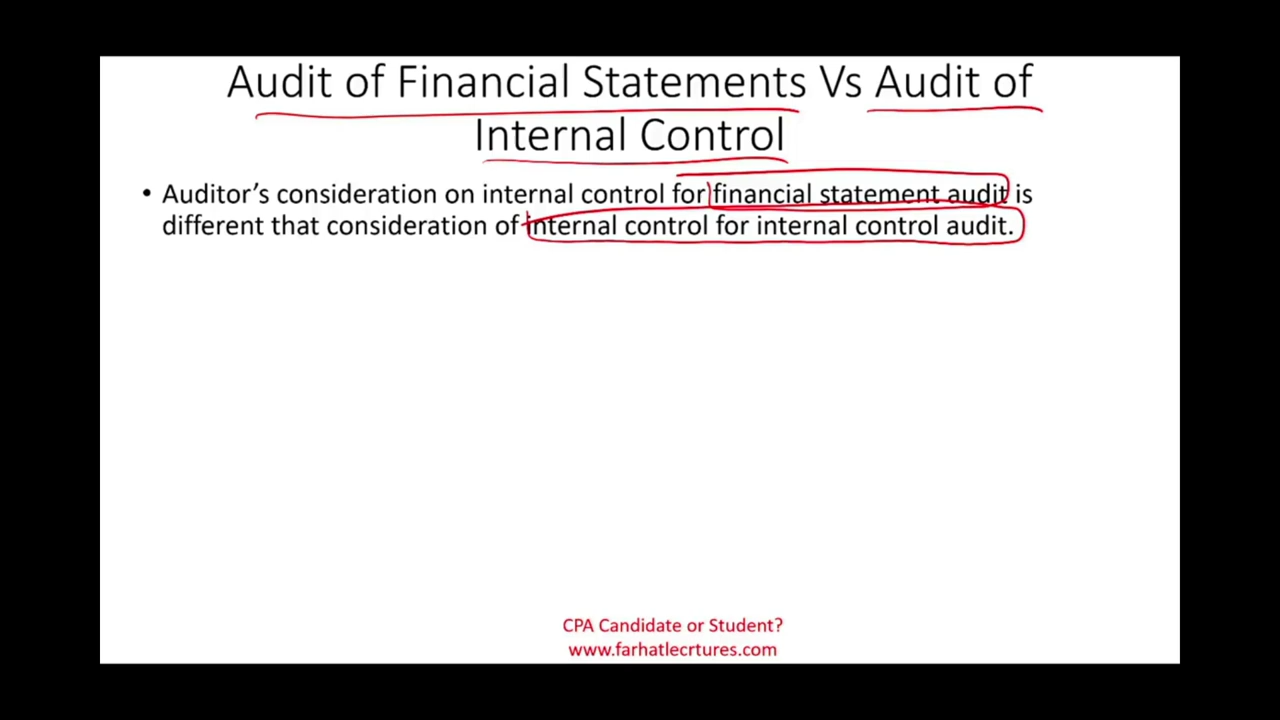 Audit of Financial Statements Vs Audit of
Internal Control
• Auditor's consideration on internal control for financial statement audit is
different that consideration of internal control for internal control audit.
CPA Candidate or Student?
www.farhatlecrtures.com